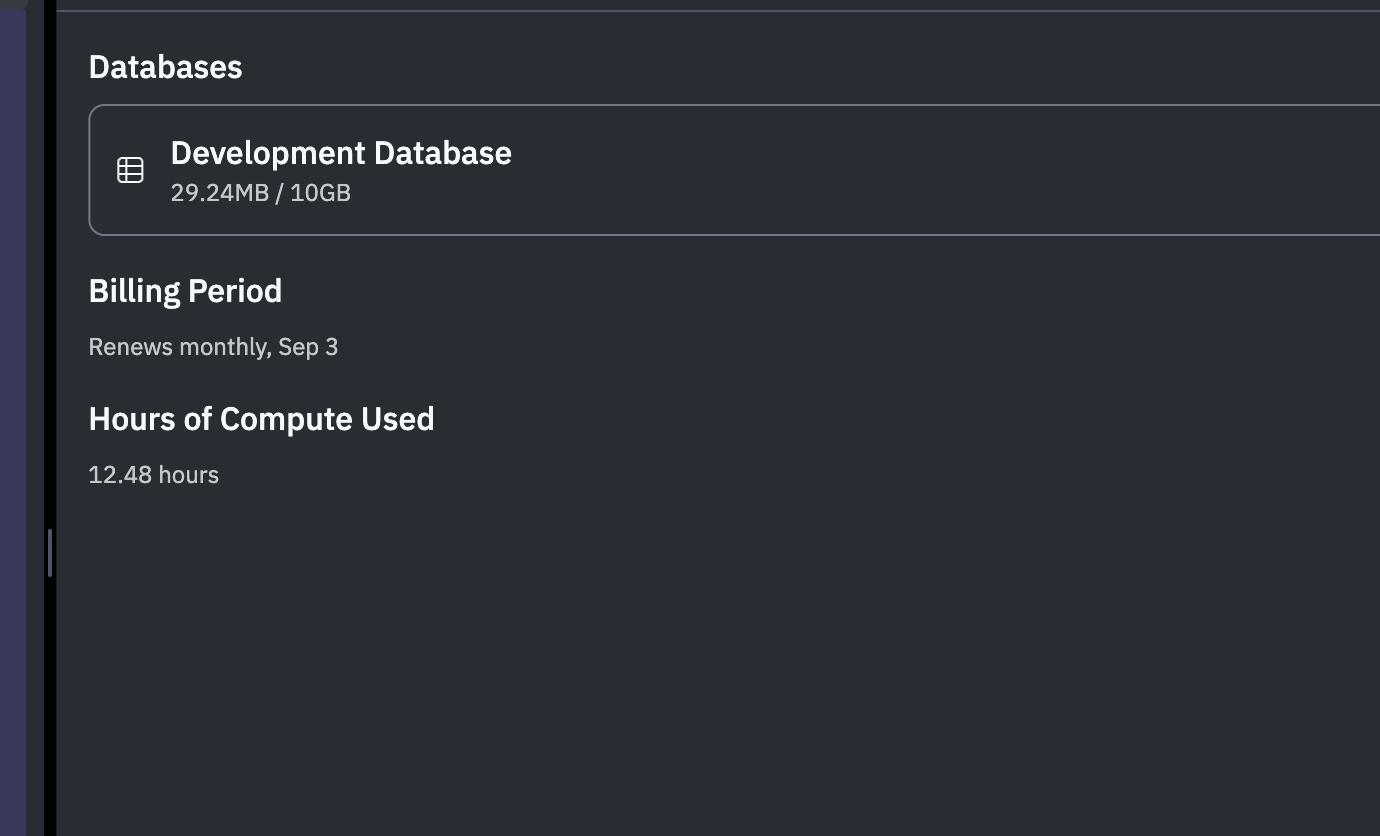 Databases
Development Database
29.24MB / 10GB
Billing Period
Renews monthly, Sep 3
Hours of Compute Used
12.48 hours